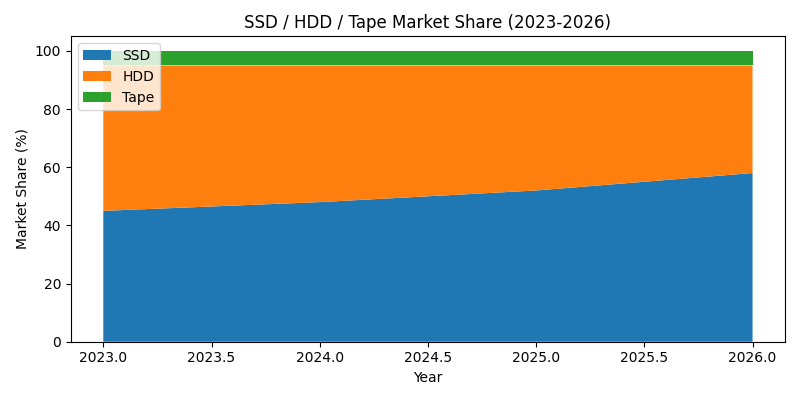 SSD / HDD / Tape Market Share (2023-2026)
SSD
HDD
Tape
Market Share (%)
100
80
60
40
20
0
2023.0 2023.5 2024.0 2024.5 2025.0 2025.5 2026.0
Year